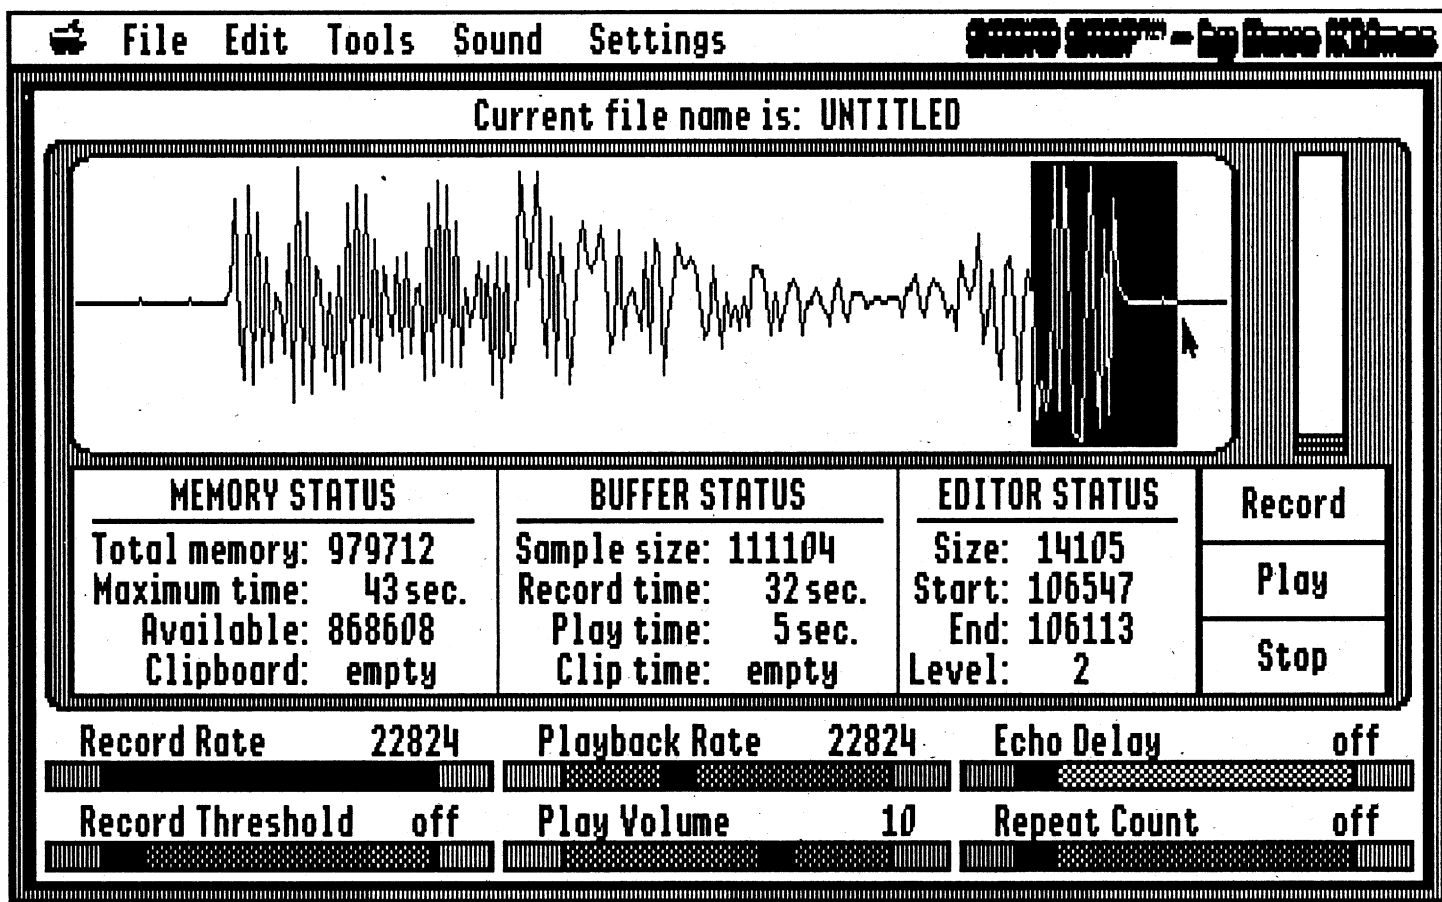 File Edit Tools Sound Settings
Current file name is: UNTITLED
MEMORY STATUS
Total memory: 979712
Maximum time: 43 sec.
Available: 868608
Clipboard: empty
BUFFER STATUS
Sample size: 111104
Record time: 32 sec.
Play time: 5 sec.
Clip time: empty
EDITOR STATUS
Size: 14105
Start: 106547
End: 106113
Level: 2
Record
Play
Stop
Record Rate 22824
Playback Rate 22824
Echo Delay off
Record Threshold off
Play Volume 10
Repeat Count off